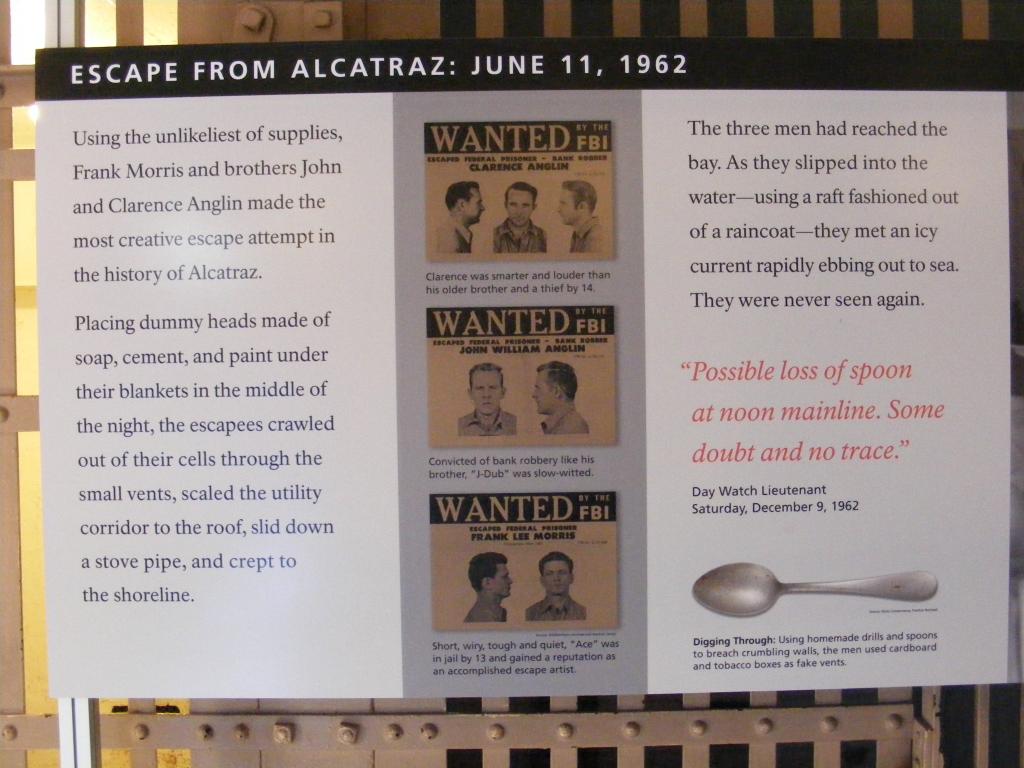 ESCAPE FROM ALCATRAZ: JUNE 11, 1962
Using the unlikeliest of supplies,
Frank Morris and brothers John
and Clarence Anglin made the
most creative escape attempt in
the history of Alcatraz.
Placing dummy heads made of
soap, cement, and paint under
their blankets in the middle of
the night, the escapees crawled
out of their cells through the
small vents, scaled the utility
corridor to the roof, slid down
a stove pipe, and crept to
the shoreline.
WANTED BY THE FBI
ESCAPED FEDERAL PRISONER - BANK ROBBER
CLARENCE ANGLIN
Clarence was smarter and louder than
his older brother and a thief by 14.
WANTED BY THE FBI
ESCAPED FEDERAL PRISONER - BANK ROBBER
JOHN WILLIAM ANGLIN
Convicted of bank robbery like his
brother, "J-Dub" was slow-witted.
WANTED BY THE FBI
ESCAPED FEDERAL PRISONER
FRANK LEE MORRIS
Short, wiry, tough and quiet, "Ace" was
in jail by 13 and gained a reputation as
an accomplished escape artist.
The three men had reached the
bay. As they slipped into the
water—using a raft fashioned out
of a raincoat—they met an icy
current rapidly ebbing out to sea.
They were never seen again.
“Possible loss of spoon
at noon mainline. Some
doubt and no trace.”
Day Watch Lieutenant
Saturday, December 9, 1962
Digging Through: Using homemade drills and spoons
to breach crumbling walls, the men used cardboard
and tobacco boxes as fake vents.